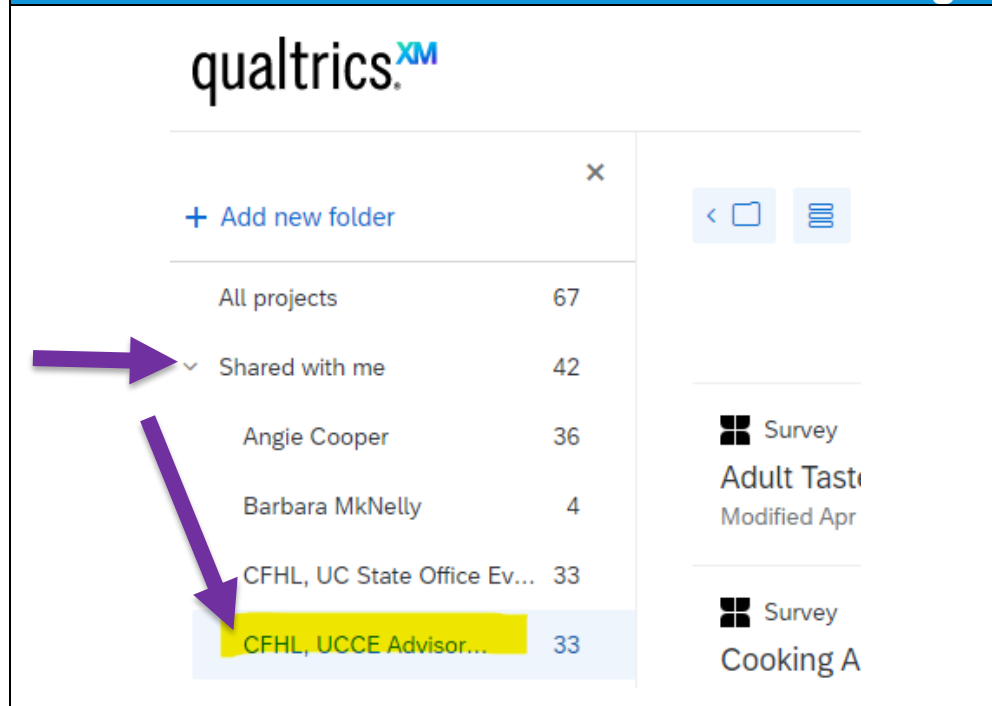 qualtrics.XM
+ Add new folder
All projects 67
Shared with me 42
Angie Cooper 36
Barbara MkNelly 4
CFHL, UC State Office Ev... 33
CFHL, UCCE Advisor... 33
Survey
Adult Taste
Modified Apr
Survey
Cooking A